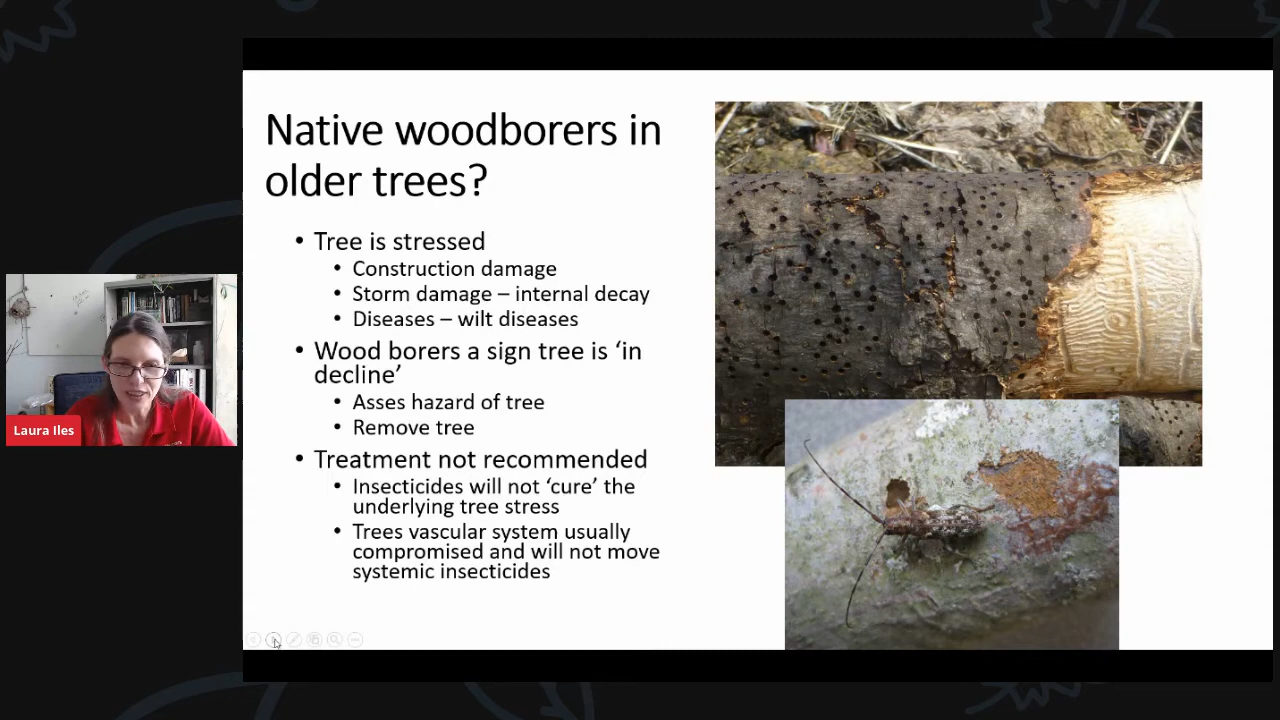 Native woodborers in
older trees?
• Tree is stressed
• Construction damage
• Storm damage – internal decay
• Diseases – wilt diseases
• Wood borers a sign tree is ‘in
decline’
• Asses hazard of tree
• Remove tree
• Treatment not recommended
• Insecticides will not ‘cure’ the
underlying tree stress
• Trees vascular system usually
compromised and will not move
systemic insecticides
Laura Iles